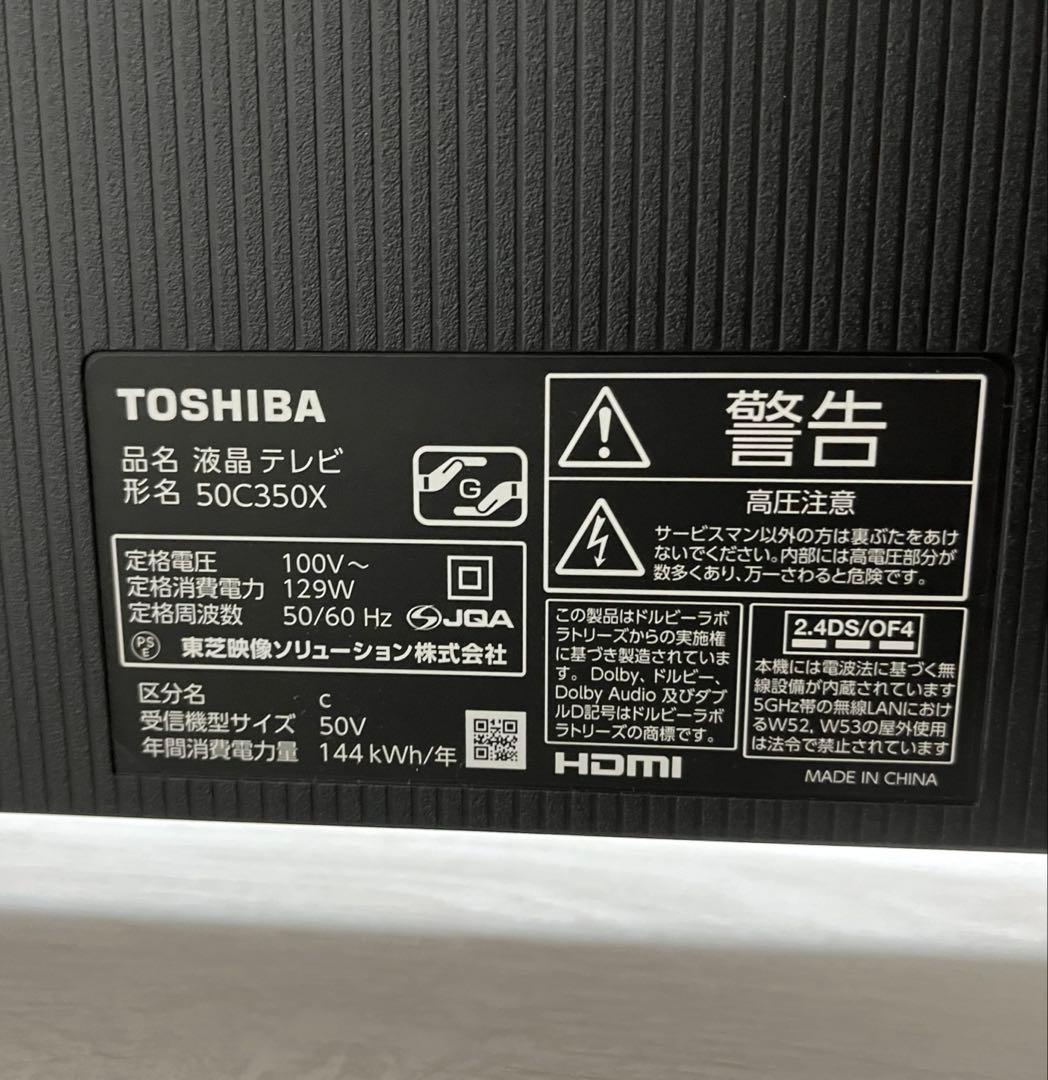 TOSHIBA
品名 液晶テレビ
形名 50C350X
G
定格電圧 100V～
定格消費電力 129W
定格周波数 50/60 Hz
JQA
PS
E
東芝映像ソリューション株式会社
区分名 c
受信機型サイズ 50V
年間消費電力量 144kWh/年
警告
高圧注意
サービスマン以外の方は裏ぶたをあけ
ないでください。内部には高電圧部分が
数多くあり、万一さわると危険です。
この製品はドルビーラボ
ラトリーズからの実施権
に基づき製造されていま
す。Dolby、ドルビー、
Dolby Audio 及びダブ
ルD記号はドルビーラボ
ラトリーズの商標です。
HDMI
2.4DS/OF4
本機には電波法に基づく無
線設備が内蔵されています
5GHz帯の無線LANにおけ
るW52, W53の屋外使用
は法令で禁止されています
MADE IN CHINA